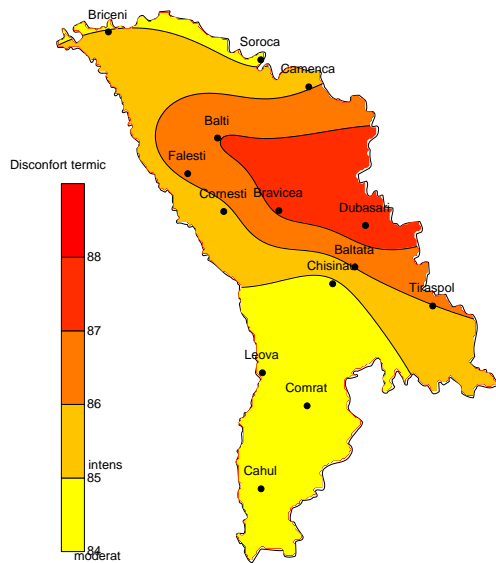 Briceni
Soroca
Camenca
Balti
Falesti
Disconfort termic
Cornesti
Bravicea
Dubasari
88
Baltata
Chisinau
Tiraspol
87
Leova
86
Comrat
intens
Cahul
85
84
moderat